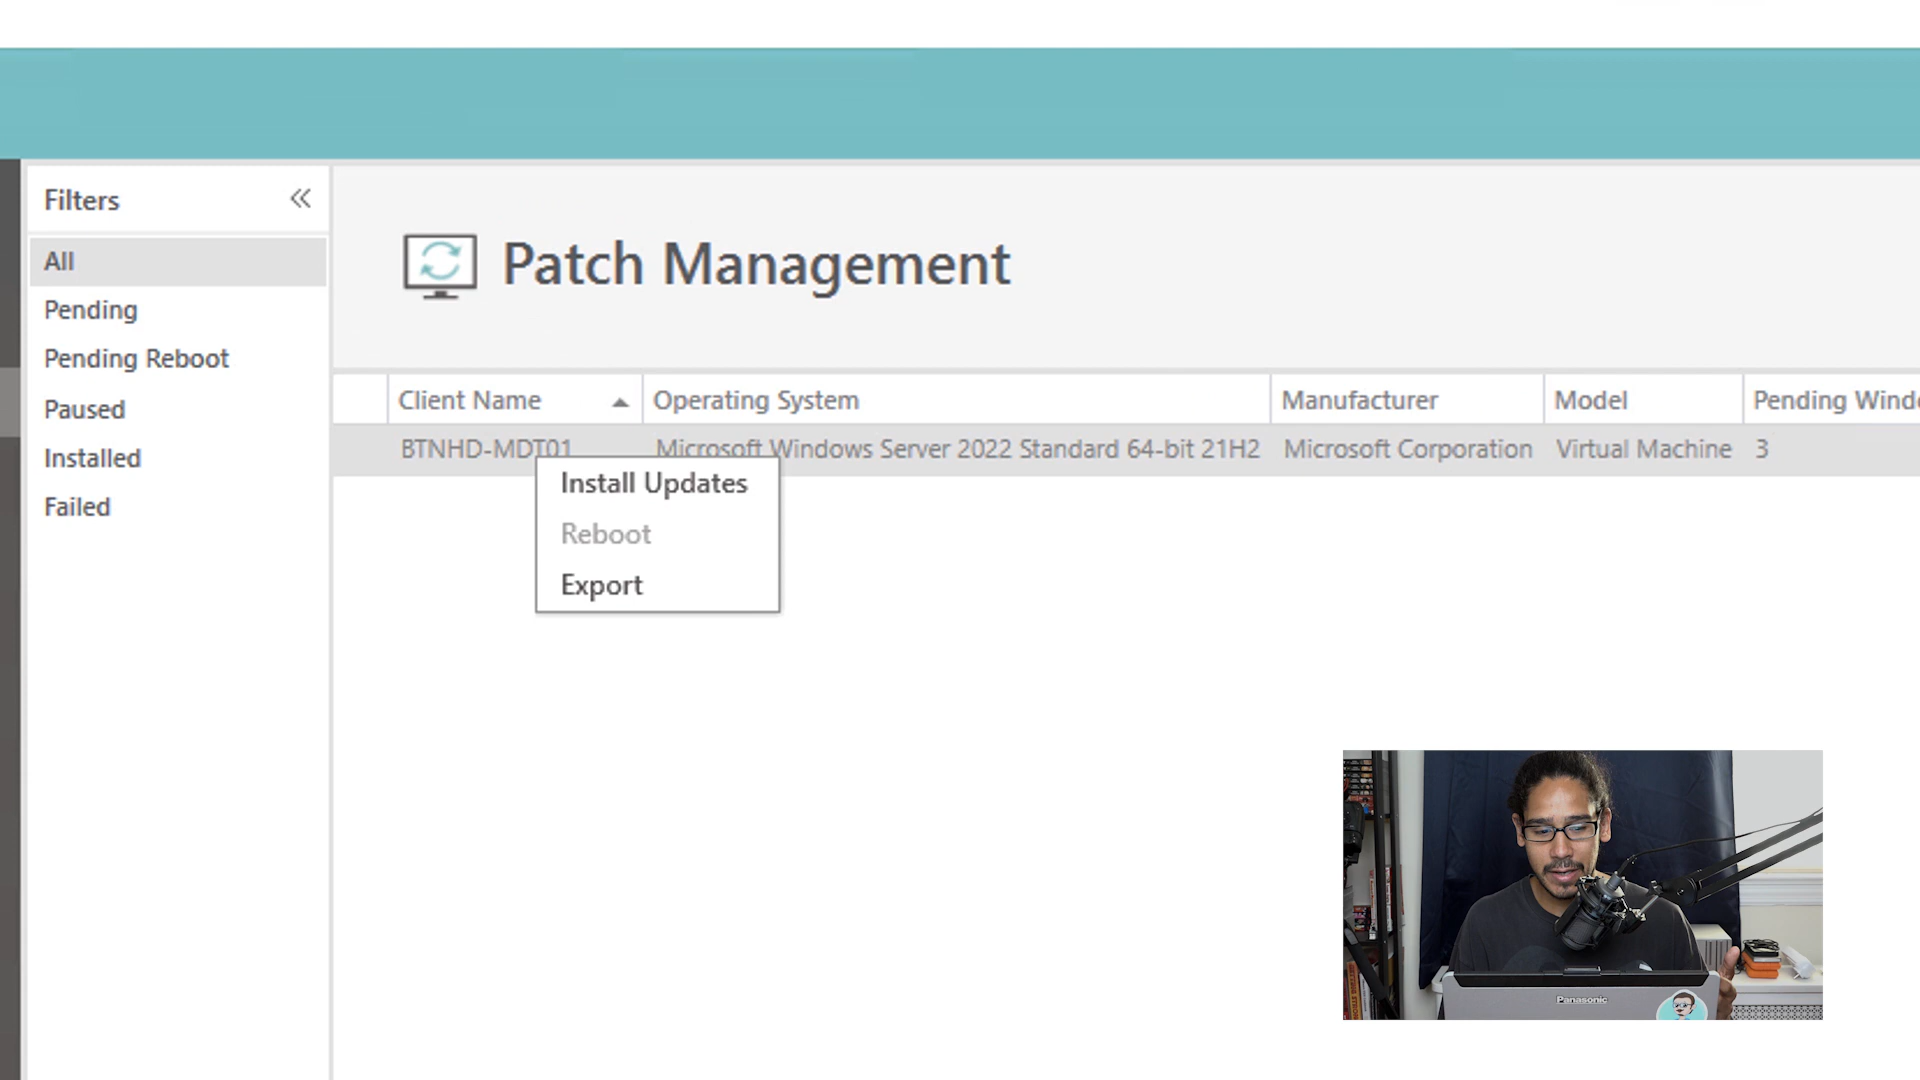 Filters
All
Pending
Pending Reboot
Paused
Installed
Failed
Patch Management
Client Name Operating System Manufacturer Model Pending
BTNHD-MDT01 Microsoft Windows Server 2022 Standard 64-bit 21H2 Microsoft Corporation Virtual Machine 3
Install Updates
Reboot
Export
Panasonic